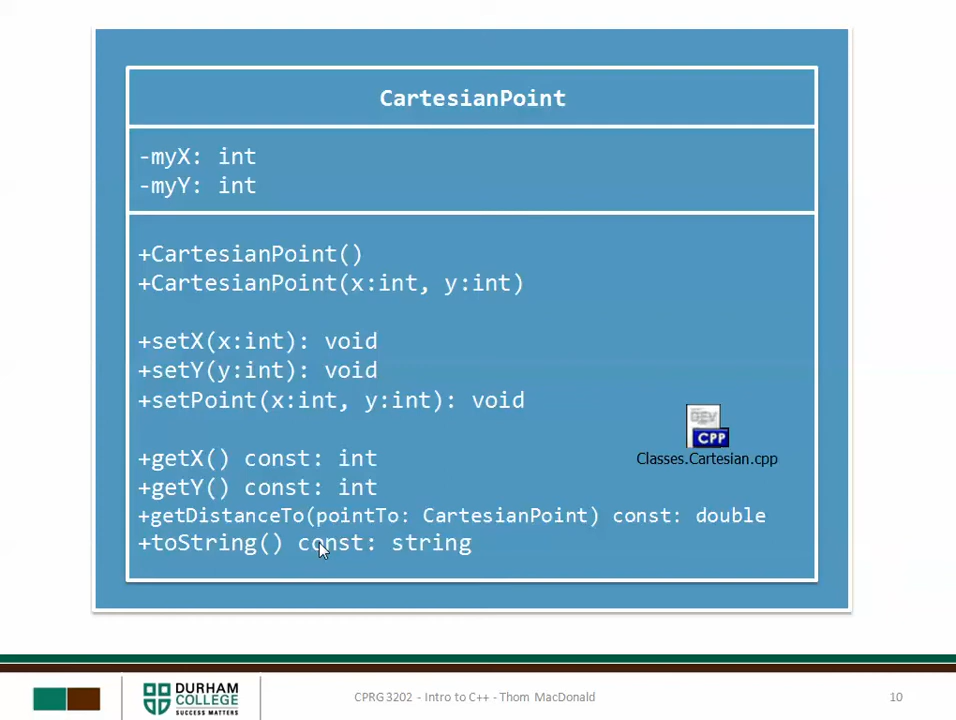 CartesianPoint
-myX: int
-myY: int
+CartesianPoint()
+CartesianPoint(x:int, y:int)
+setX(x:int): void
+setY(y:int): void
+setPoint(x:int, y:int): void
+getX() const: int
+getY() const: int
+getDistanceTo(pointTo: CartesianPoint) const: double
+toString() const: string
DEV
CPP
Classes.Cartesian.cpp
DURHAM
COLLEGE
SUCCESS MATTERS
CPRG 3202 - Intro to C++ - Thom MacDonald
10